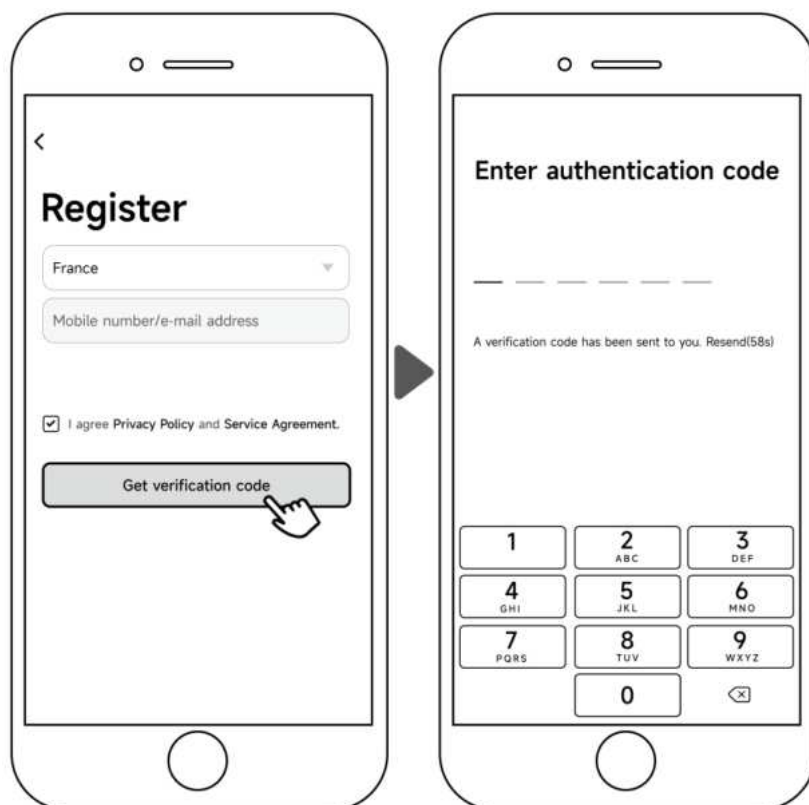 Register
France
Mobile number/e-mail address
I agree Privacy Policy and Service Agreement.
Get verification code
Enter authentication code
A verification code has been sent to you. Resend(58s)
1
2
ABC
3
DEF
4
GHI
5
JKL
6
MNO
7
PQRS
8
TUV
9
WXYZ
0